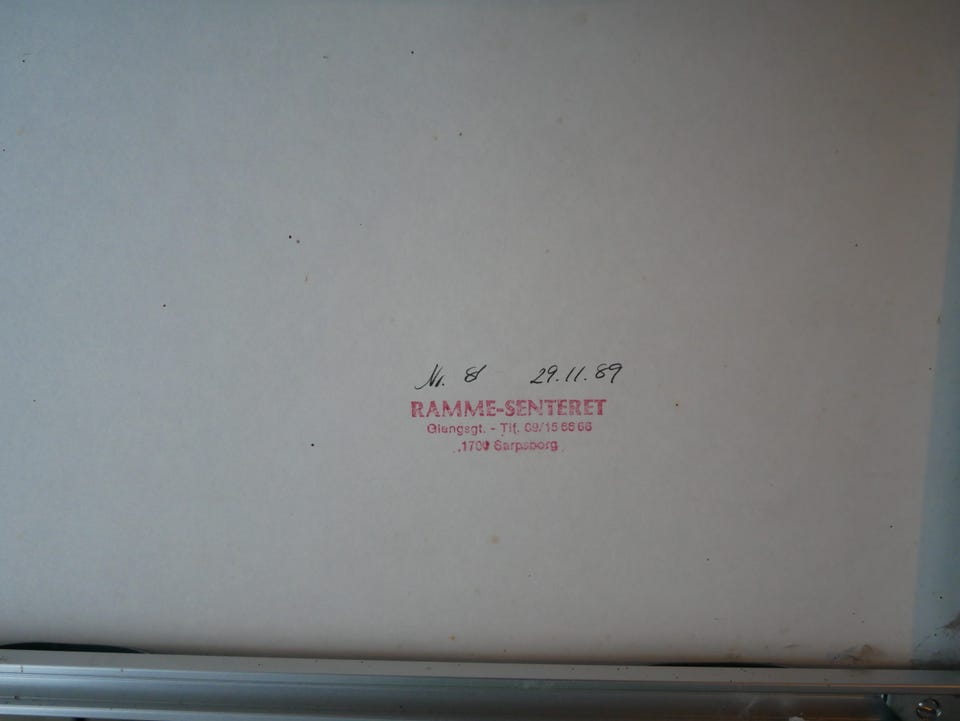 Nr. 8 29.11.89
RAMME-SENTERET
Glengsgt. - Tlf. 09/15 66 66
1700 Sarpsborg